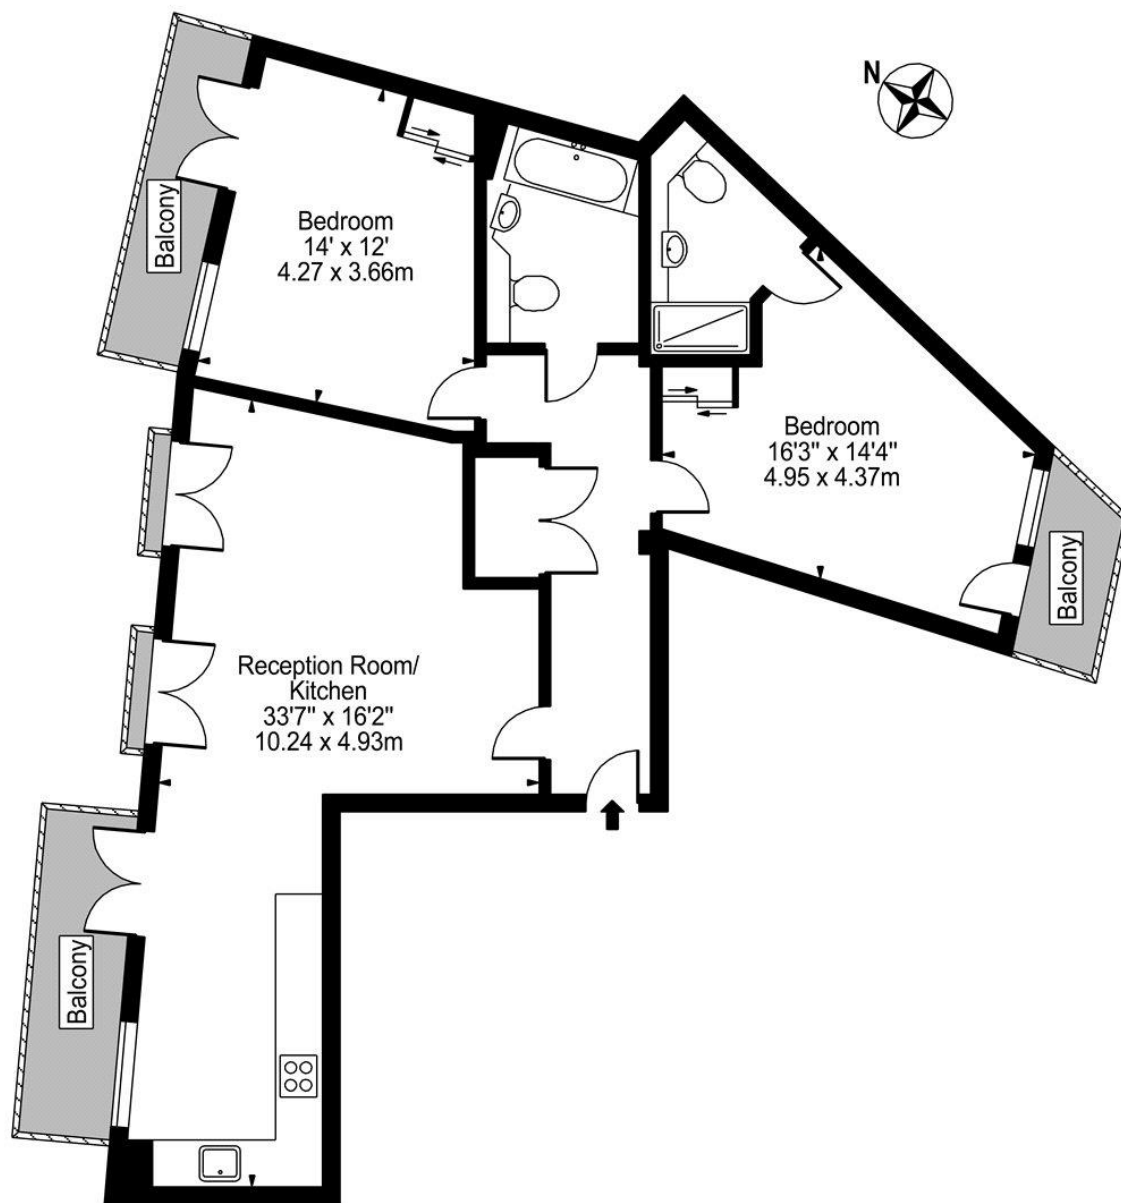 N
Balcony
Bedroom
14' x 12'
4.27 x 3.66m
Bedroom
16'3" x 14'4"
4.95 x 4.37m
Balcony
Reception Room/
Kitchen
33'7" x 16'2"
10.24 x 4.93m
Balcony